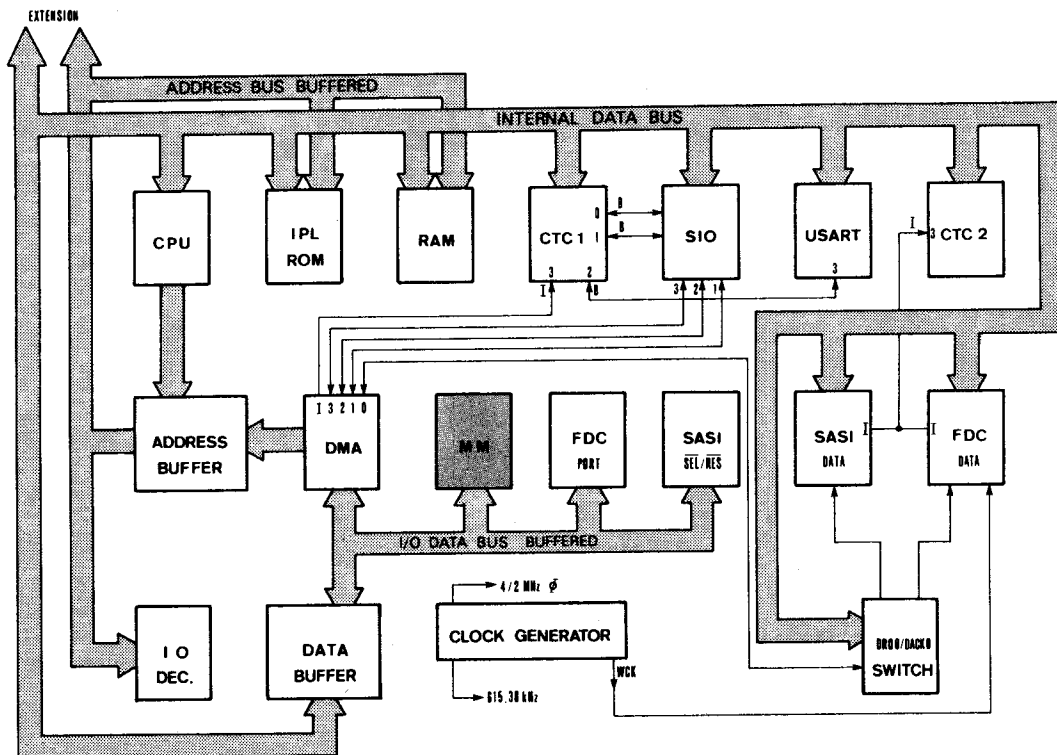 EXTENSION
ADDRESS BUS BUFFERED
INTERNAL DATA BUS
CPU
IPL
ROM
RAM
CTC 1
0
1
3
2
I
B
B
B
SIO
3 2 1
USART
3
I
3
CTC 2
ADDRESS
BUFFER
I 3 2 1 0
DMA
MM
FDC
PORT
SASI
SEL/RES
SASI
DATA
I
I
FDC
DATA
I/O DATA BUS BUFFERED
I O
DEC.
DATA
BUFFER
4/2 MHz Φ
CLOCK GENERATOR
WCK
615.38 kHz
DRQ0/DACK0
SWITCH